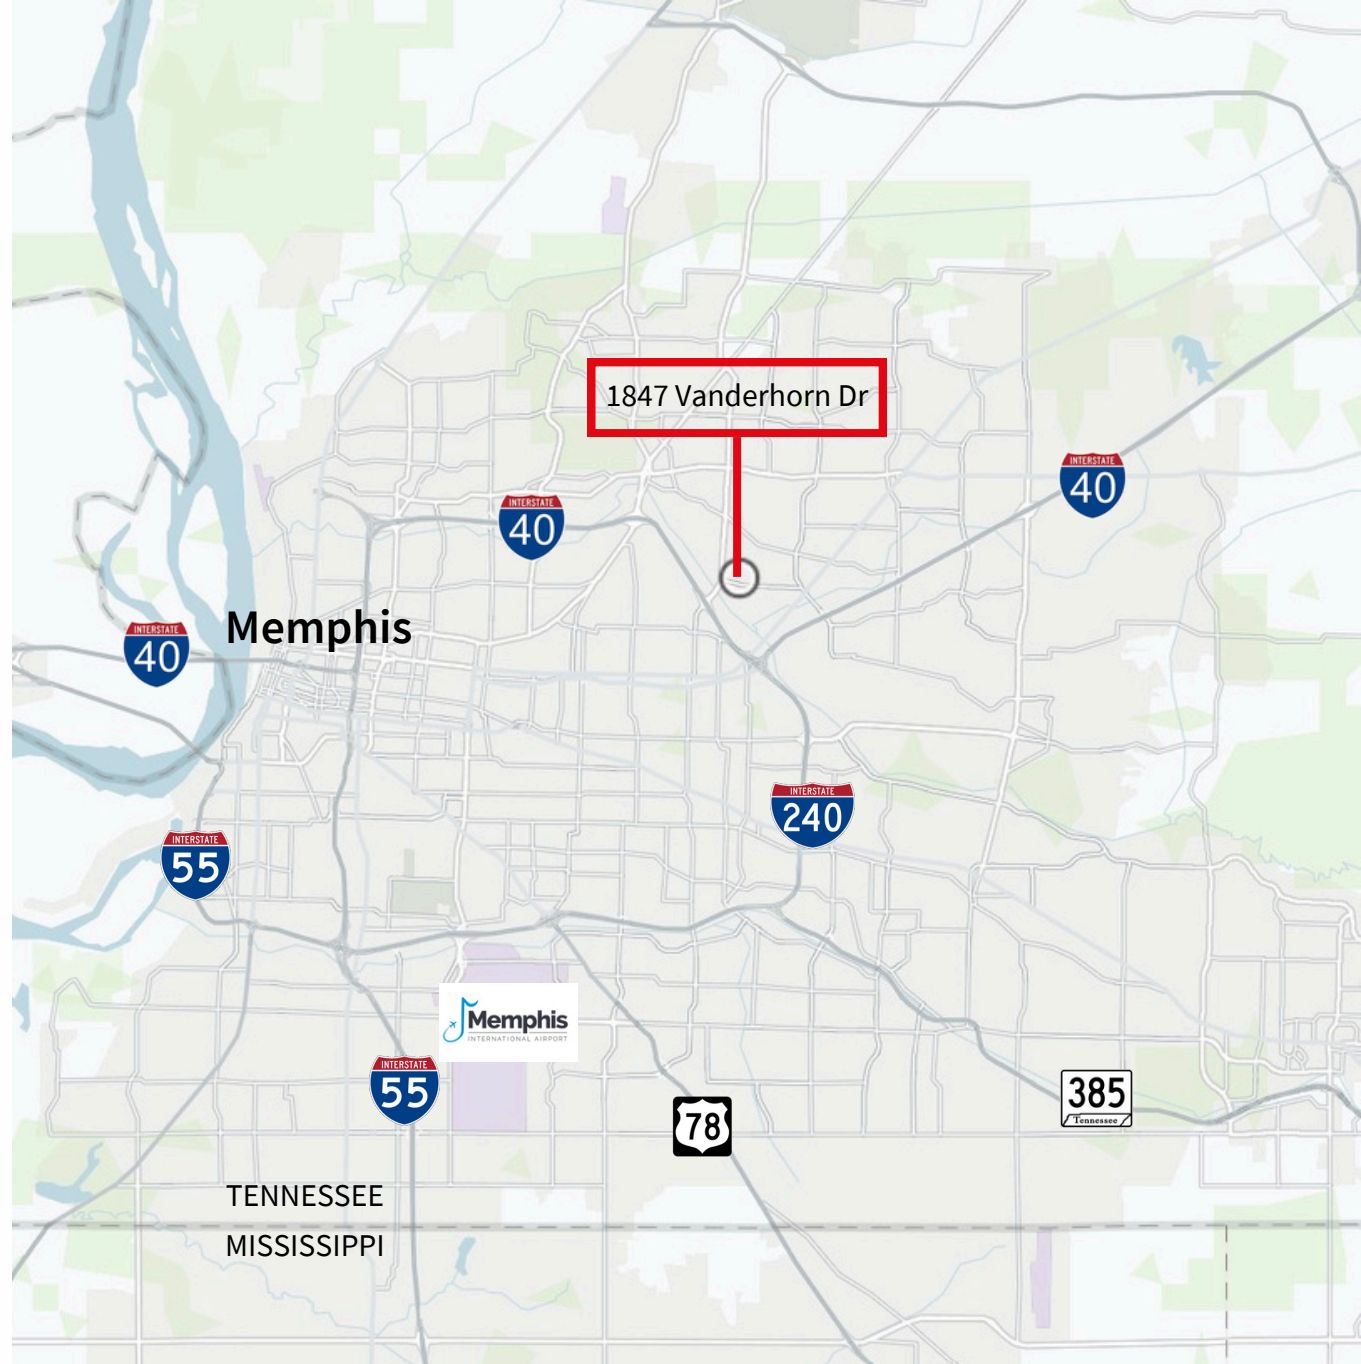 1847 Vanderhorn Dr
INTERSTATE
40
INTERSTATE
40
Memphis
INTERSTATE
40
INTERSTATE
240
INTERSTATE
55
Memphis
INTERNATIONAL AIRPORT
INTERSTATE
55
385
Tennessee
78
TENNESSEE
MISSISSIPPI